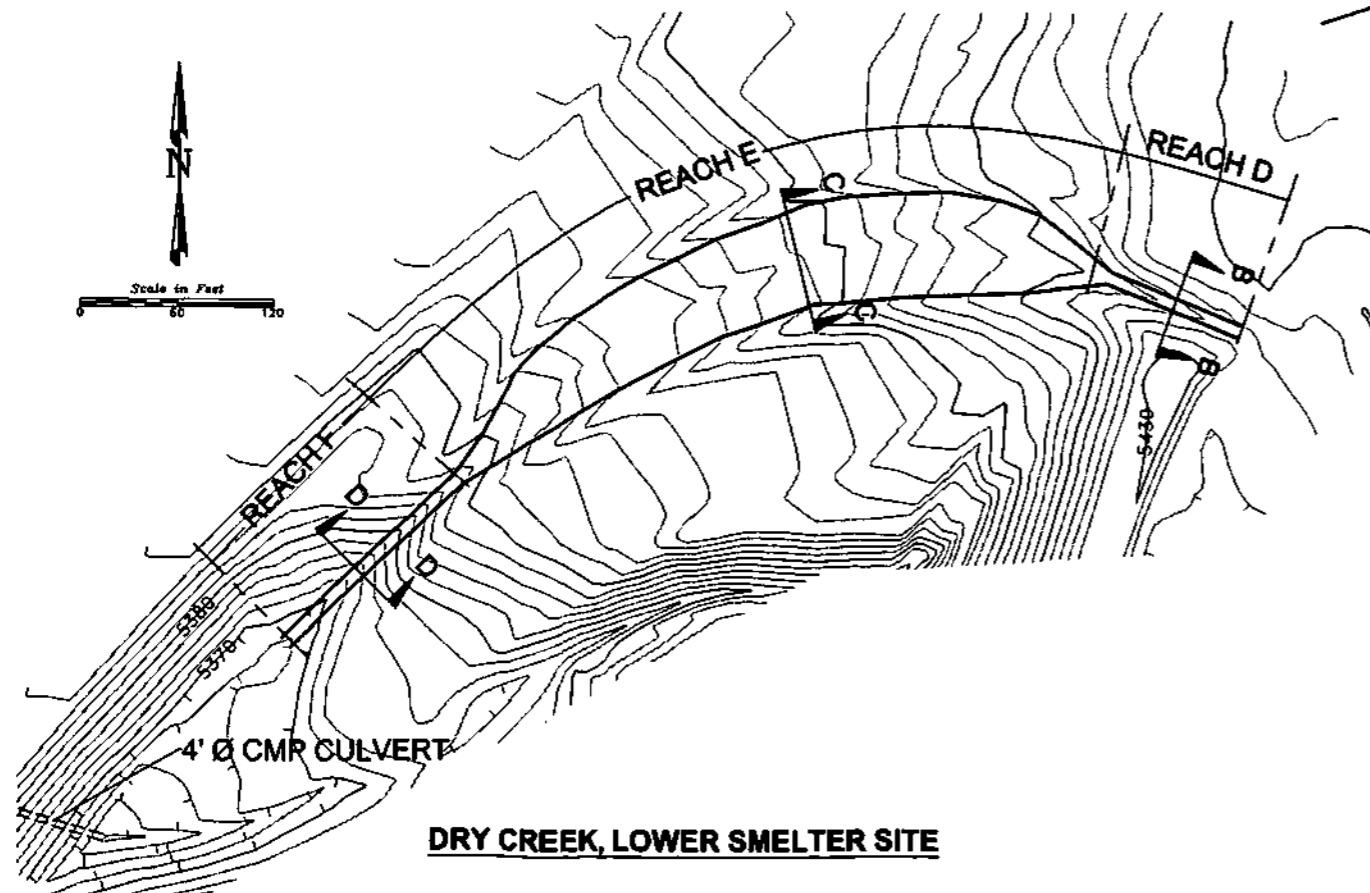 REACH E
REACH D
N
C
C
B
B
Scale in Feet
0 60 120
5430
REACH F
D
D
5380
5370
4' Ø CMP CULVERT
DRY CREEK, LOWER SMELTER SITE